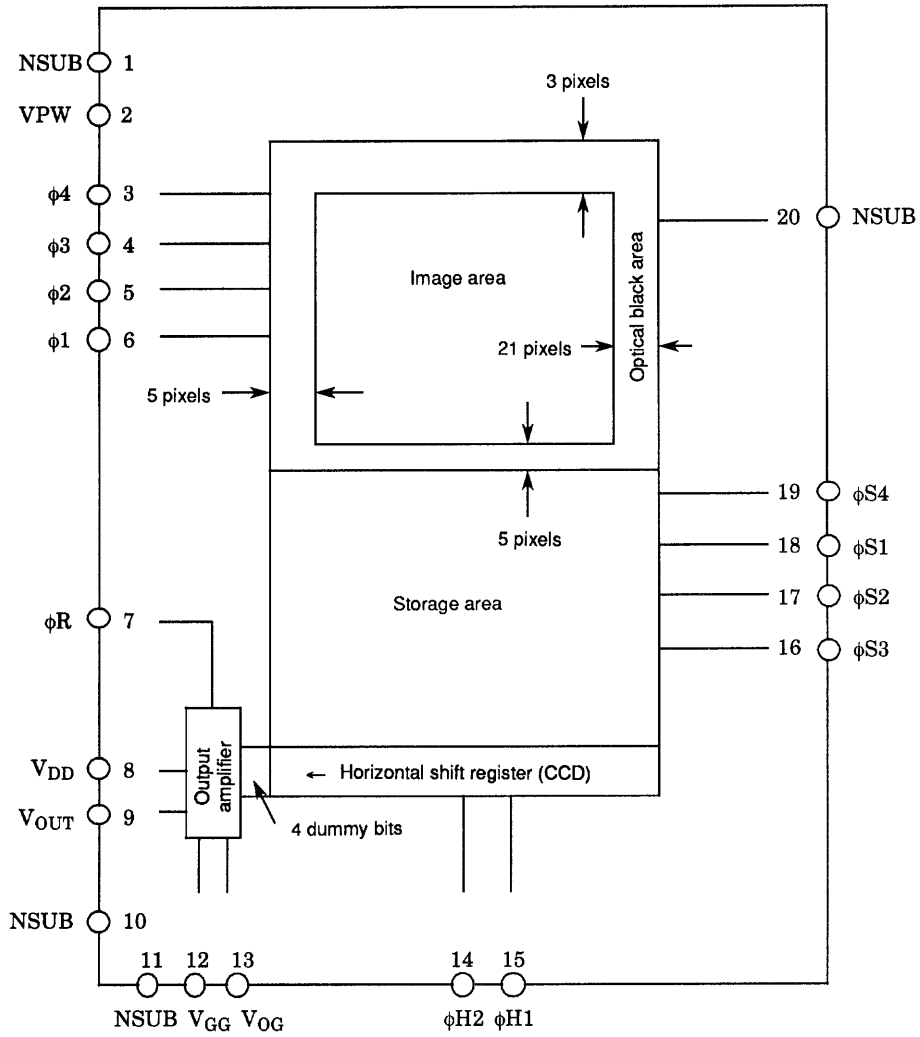 NSUB 1
VPW 2
3 pixels
ϕ4 3
20 NSUB
ϕ3 4
Image area
ϕ2 5
Optical black area
ϕ1 6
21 pixels
5 pixels
19 ϕS4
5 pixels
18 ϕS1
Storage area
17 ϕS2
ϕR 7
16 ϕS3
Output
amplifier
VDD 8
← Horizontal shift register (CCD)
VOUT 9
4 dummy bits
NSUB 10
11 12 13 14 15
NSUB VGG VOG ϕH2 ϕH1